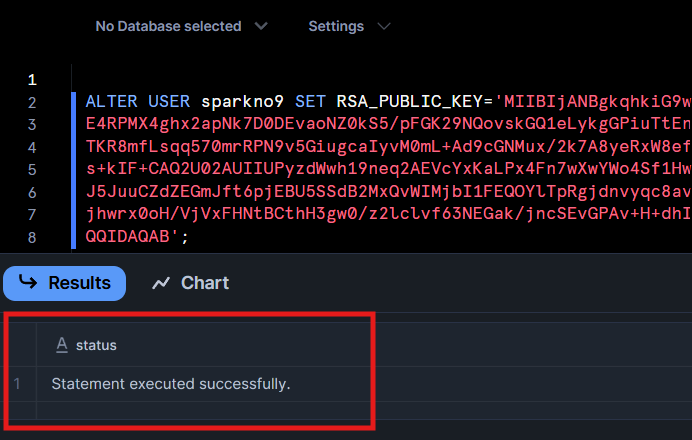 No Database selected
Settings
1
2 ALTER USER sparkno9 SET RSA_PUBLIC_KEY='MIIBIjANBgkqhkiG9w
3 E4RPMX4ghx2apNk7D0DEvaoNZ0kS5/pFGK29NQovskGQ1eLykgGPiuTtEn
4 TKR8mfLsqq570mrRPN9v5GiugcaIyvM0mL+Ad9cGNMux/2k7A8yeRxW8ef
5 s+kIF+CAQ2U02AUIIUPyzdWwh19neq2AEVcYxKaLPx4Fn7wXwYWo4Sf1Hw
6 J5JuuCZdZEGmJft6pjEBU5SSdB2MxQvWIMjbI1FEQOYlTpRgjdnvyqc8av
7 jhwrx0oH/VjVxFHNtBCthH3gw0/z2lclvf63NEGak/jncSEvGPAv+H+dhI
8 QQIDAQAB';
Results
Chart
A status
1 Statement executed successfully.